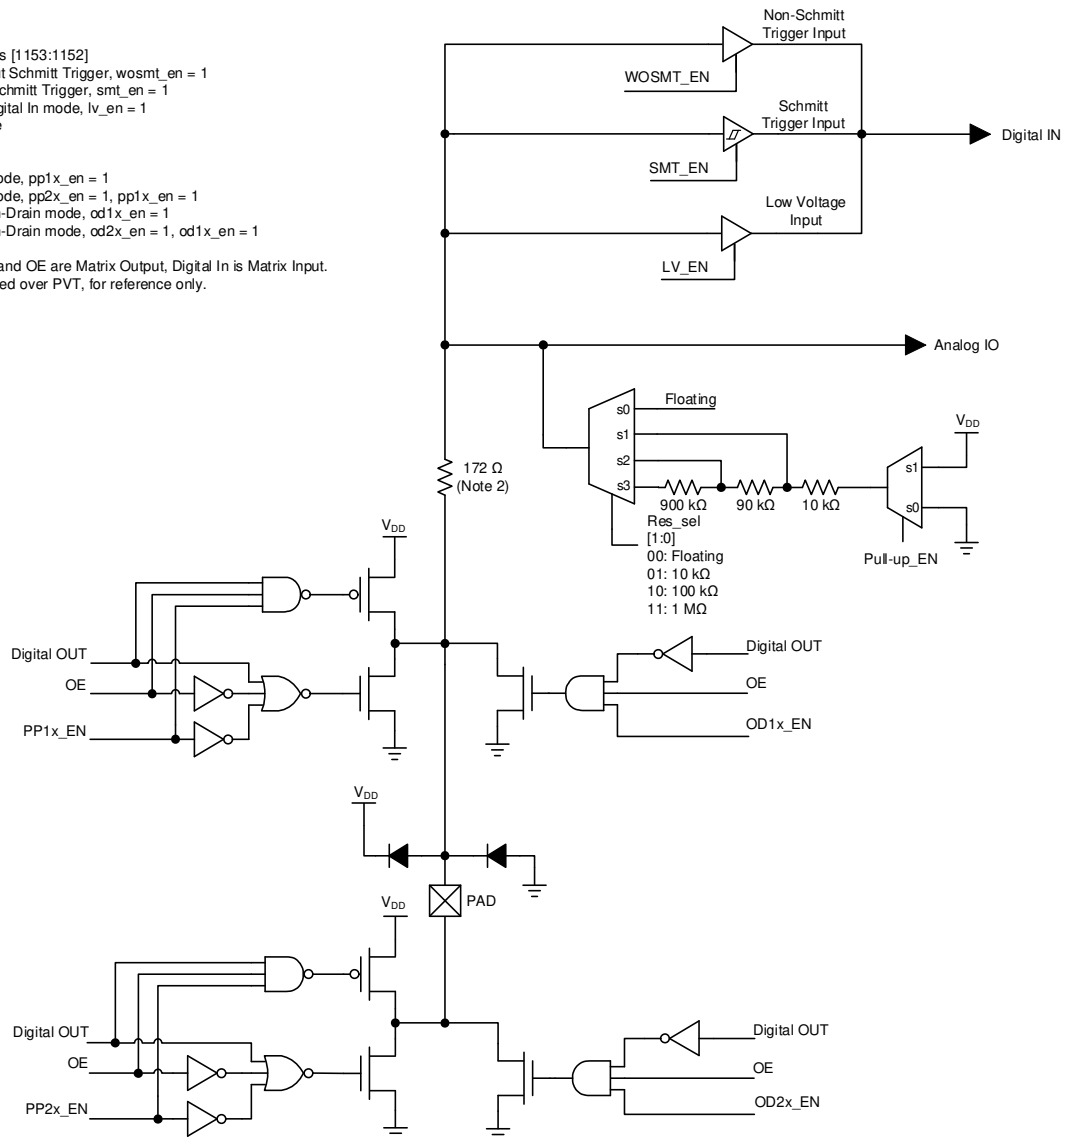 s [1153:1152]
t Schmitt Trigger, wosmt_en = 1
chmitt Trigger, smt_en = 1
gital In mode, lv_en = 1
e
ode, pp1x_en = 1
ode, pp2x_en = 1, pp1x_en = 1
n-Drain mode, od1x_en = 1
n-Drain mode, od2x_en = 1, od1x_en = 1
and OE are Matrix Output, Digital In is Matrix Input.
ed over PVT, for reference only.
Non-Schmitt
Trigger Input
WOSMT_EN
Schmitt
Trigger Input
Digital IN
SMT_EN
Low Voltage
Input
LV_EN
Analog IO
Floating
s0
s1
s2
s3
VDD
s1
s0
172 Ω
(Note 2)
900 kΩ
90 kΩ
10 kΩ
Res_sel
[1:0]
00: Floating
01: 10 kΩ
10: 100 kΩ
11: 1 MΩ
Pull-up_EN
VDD
Digital OUT
OE
PP1x_EN
Digital OUT
OE
OD1x_EN
VDD
PAD
VDD
Digital OUT
OE
PP2x_EN
Digital OUT
OE
OD2x_EN